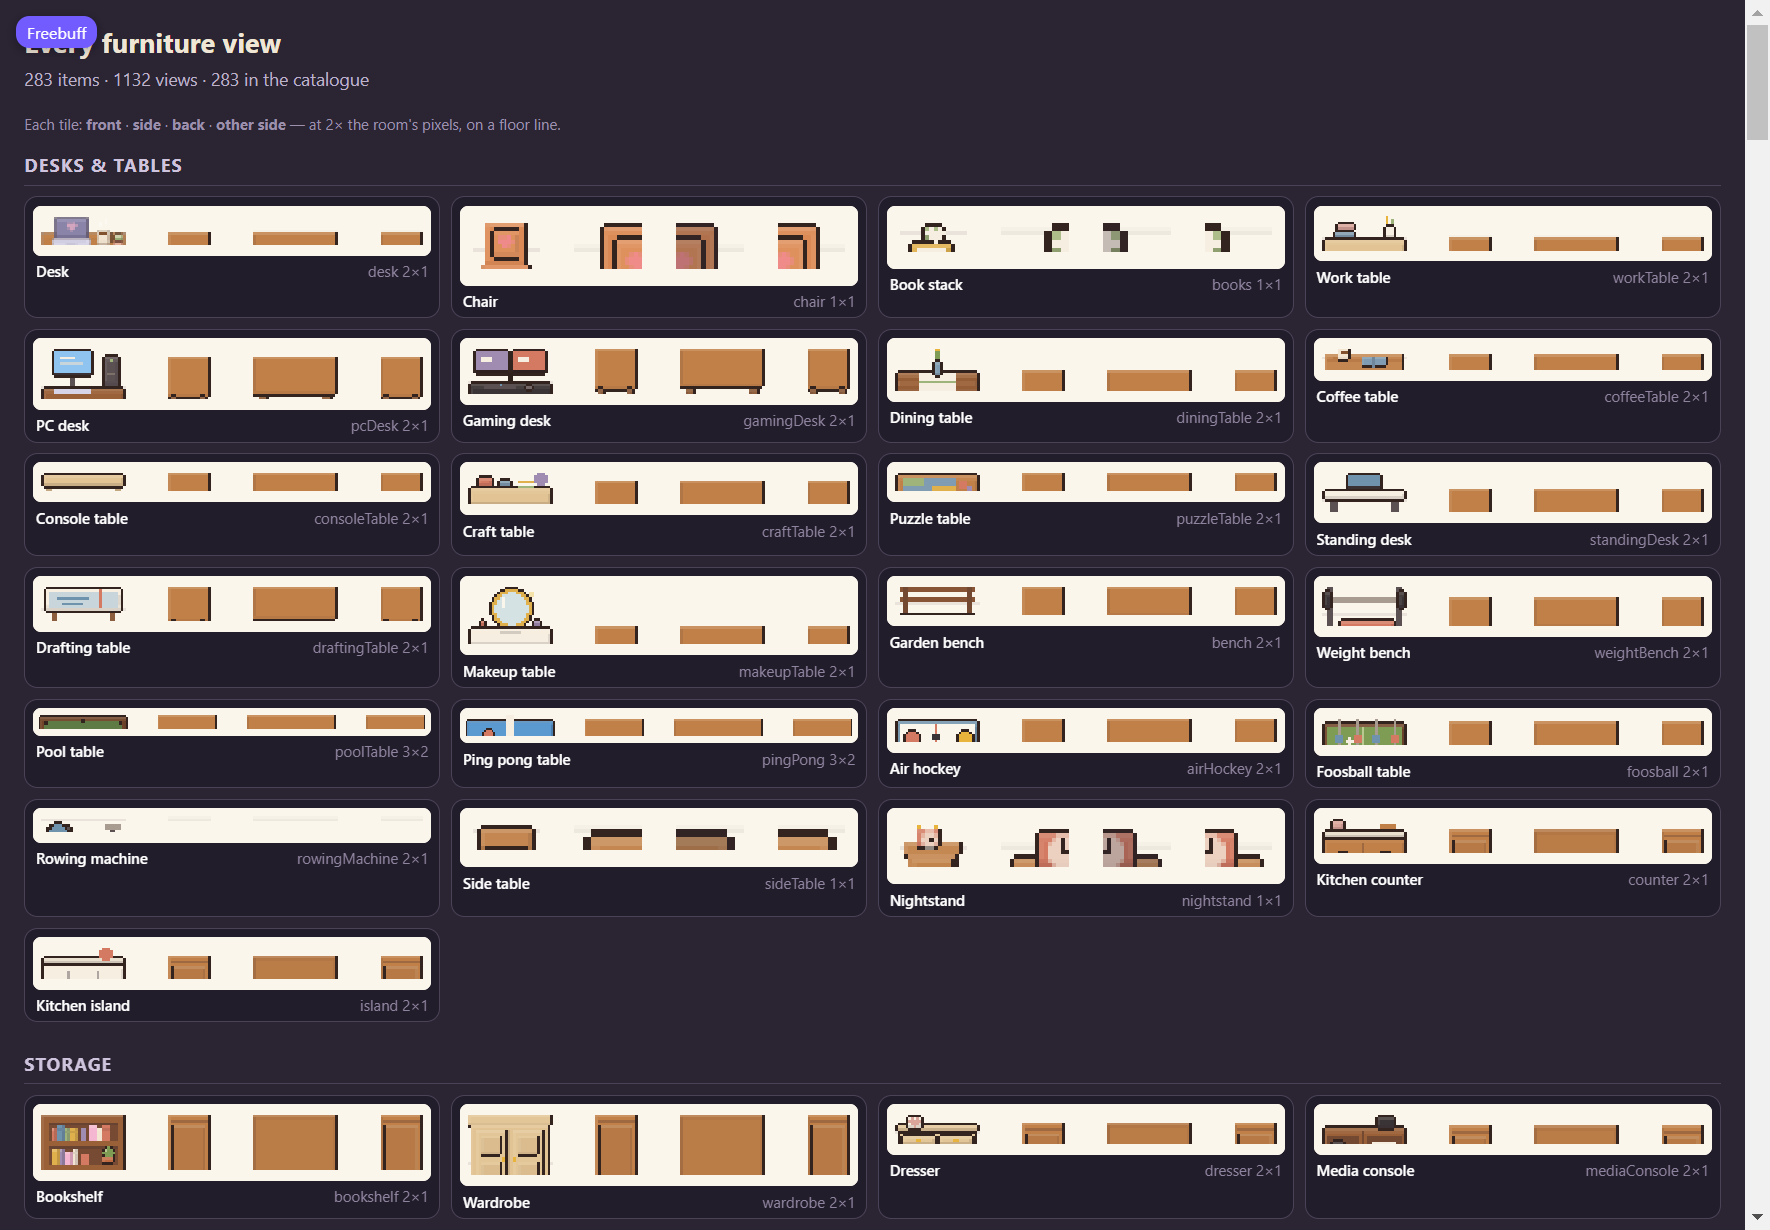 Freebuff
Every furniture view
283 items · 1132 views · 283 in the catalogue
Each tile: front · side · back · other side — at 2× the room's pixels, on a floor line.
DESKS & TABLES
Desk desk 2×1
Chair chair 1×1
Book stack books 1×1
Work table workTable 2×1
PC desk pcDesk 2×1
Gaming desk gamingDesk 2×1
Dining table diningTable 2×1
Coffee table coffeeTable 2×1
Console table consoleTable 2×1
Craft table craftTable 2×1
Puzzle table puzzleTable 2×1
Standing desk standingDesk 2×1
Drafting table draftingTable 2×1
Makeup table makeupTable 2×1
Garden bench bench 2×1
Weight bench weightBench 2×1
Pool table poolTable 3×2
Ping pong table pingPong 3×2
Air hockey airHockey 2×1
Foosball table foosball 2×1
Rowing machine rowingMachine 2×1
Side table sideTable 1×1
Nightstand nightstand 1×1
Kitchen counter counter 2×1
Kitchen island island 2×1
STORAGE
Bookshelf bookshelf 2×1
Wardrobe wardrobe 2×1
Dresser dresser 2×1
Media console mediaConsole 2×1